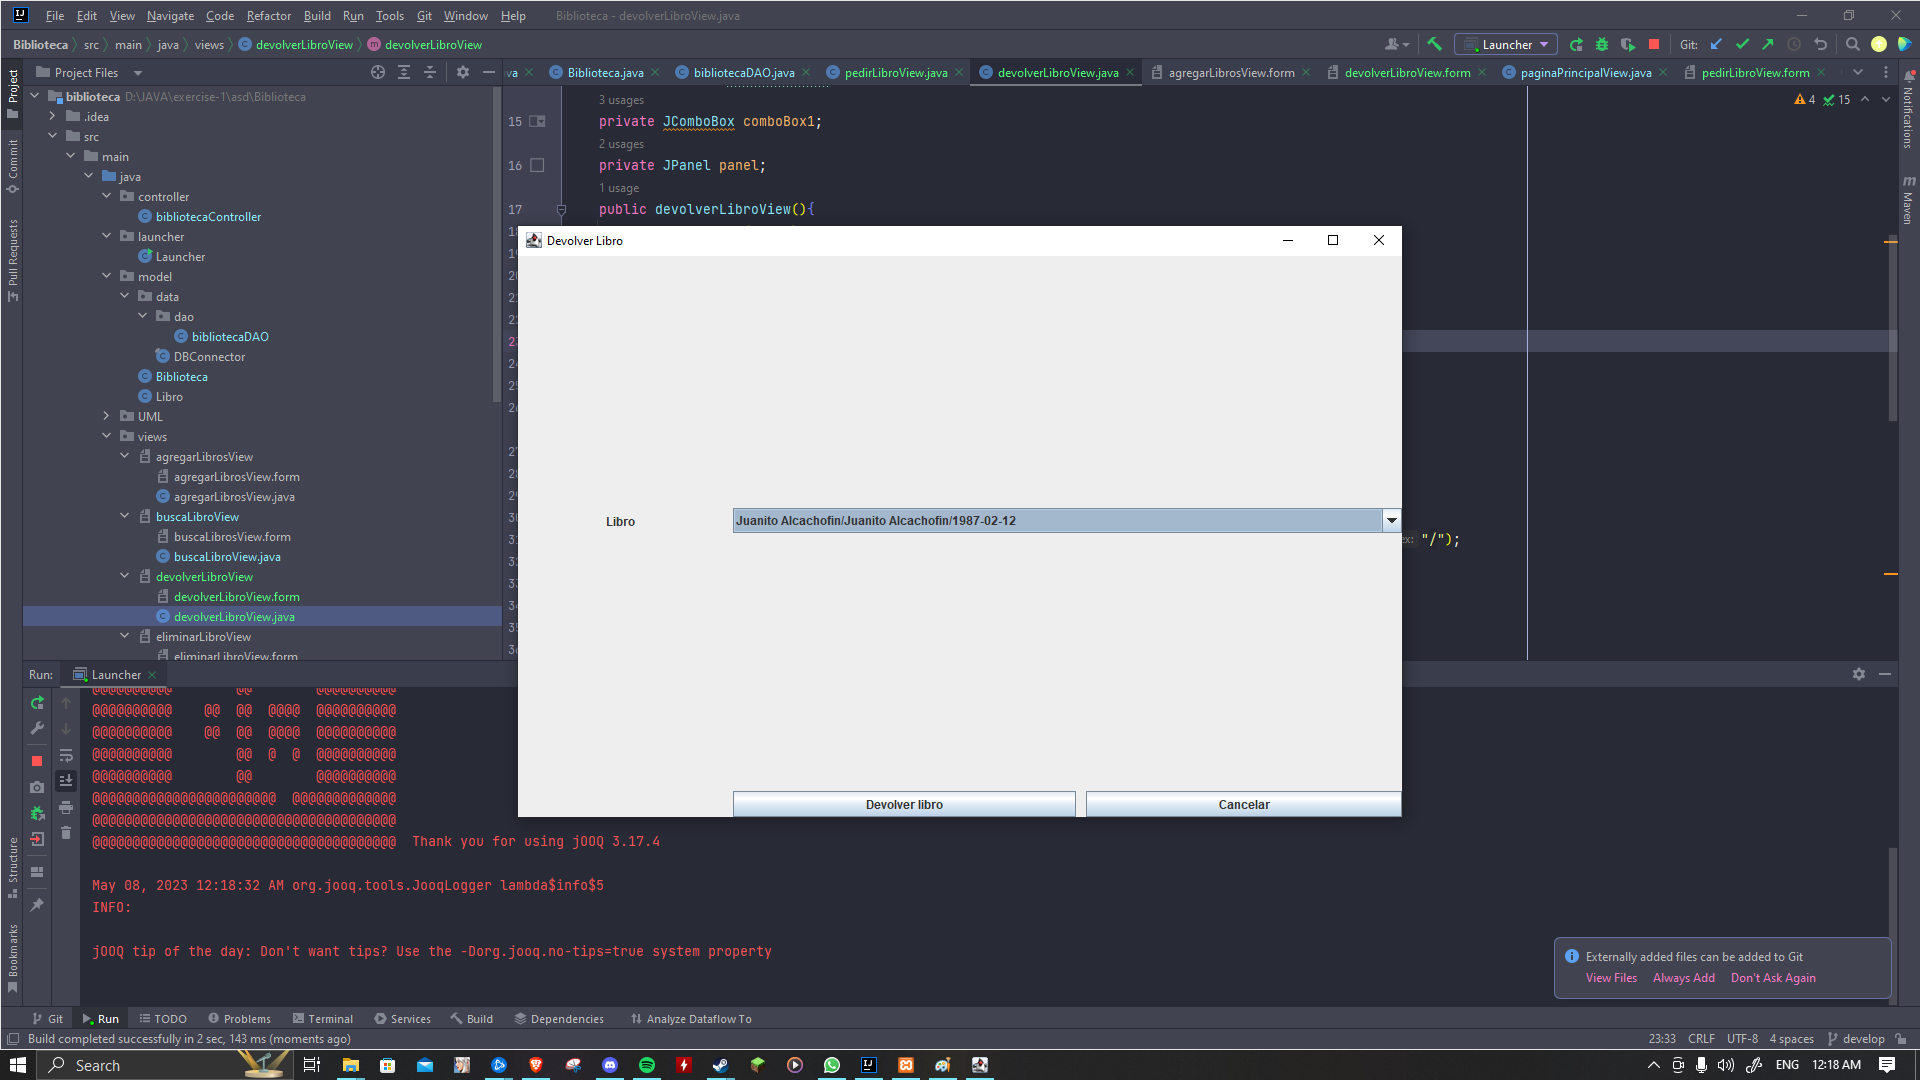 File Edit View Navigate Code Refactor Build Run Tools Git Window Help Biblioteca - devolverLibroView.java
Biblioteca src main java views devolverLibroView devolverLibroView Launcher Git:
Project Files
va Biblioteca.java bibliotecaDAO.java pedirLibroView.java devolverLibroView.java agregarLibrosView.form devolverLibroView.form paginaPrincipalView.java pedirLibroView.form
Project
Commit
Pull Requests
Structure
Bookmarks
Notifications
Maven
biblioteca D:\JAVA\exercise-1\asd\Biblioteca
.idea
src
main
java
controller
bibliotecaController
launcher
Launcher
model
data
dao
bibliotecaDAO
DBConnector
Biblioteca
Libro
UML
views
agregarLibrosView
agregarLibrosView.form
agregarLibrosView.java
buscaLibroView
buscaLibrosView.form
buscaLibroView.java
devolverLibroView
devolverLibroView.form
devolverLibroView.java
eliminarLibroView
eliminarLibroView.form
4 15
3 usages
15 private JComboBox comboBox1;
2 usages
16 private JPanel panel;
1 usage
17 public devolverLibroView(){
ex: "/");
Devolver Libro
Libro
Juanito Alcachofin/Juanito Alcachofin/1987-02-12
Devolver libro Cancelar
Run: Launcher
@@@@@@@@@@ @@ @@@@@@@@@@
@@@@@@@@@@ @@ @@ @@@@ @@@@@@@@@@
@@@@@@@@@@ @@ @@ @@@@ @@@@@@@@@@
@@@@@@@@@@ @@ @ @ @@@@@@@@@@
@@@@@@@@@@ @@ @@@@@@@@@@
@@@@@@@@@@@@@@@@@@@@@@@ @@@@@@@@@@@@@
@@@@@@@@@@@@@@@@@@@@@@@@@@@@@@@@@@@@@@
@@@@@@@@@@@@@@@@@@@@@@@@@@@@@@@@@@@@@@ Thank you for using jOOQ 3.17.4
May 08, 2023 12:18:32 AM org.jooq.tools.JooqLogger lambda$info$5
INFO:
jOOQ tip of the day: Don't want tips? Use the -Dorg.jooq.no-tips=true system property
Externally added files can be added to Git
View Files Always Add Don't Ask Again
Git Run TODO Problems Terminal Services Build Dependencies Analyze Dataflow To
Build completed successfully in 2 sec, 143 ms (moments ago) 23:33 CRLF UTF-8 4 spaces develop
Search ENG 12:18 AM